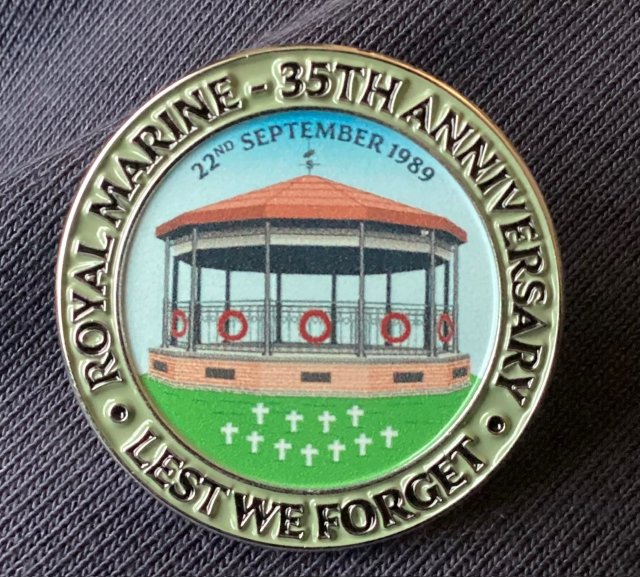 ROYAL MARINE - 35TH ANNIVERSARY
22ND SEPTEMBER 1989
LEST WE FORGET